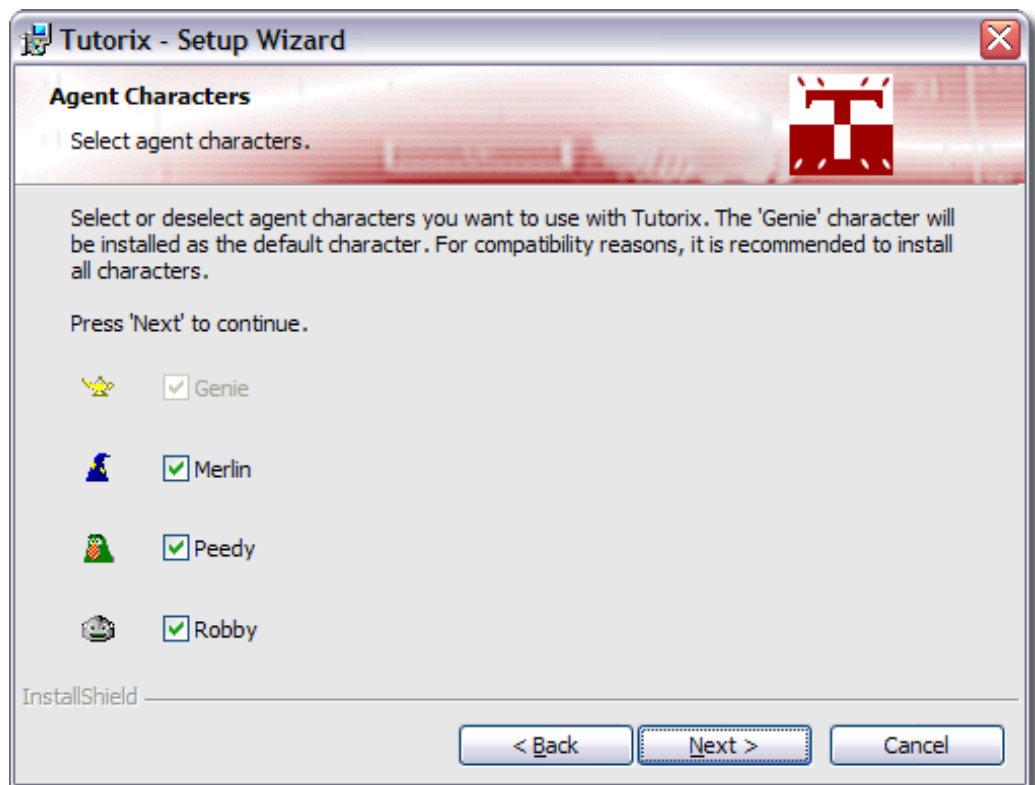 Tutorix - Setup Wizard
Agent Characters
Select agent characters.
T
Select or deselect agent characters you want to use with Tutorix. The 'Genie' character will
be installed as the default character. For compatibility reasons, it is recommended to install
all characters.
Press 'Next' to continue.
Genie
Merlin
Peedy
Robby
InstallShield
< Back
Next >
Cancel